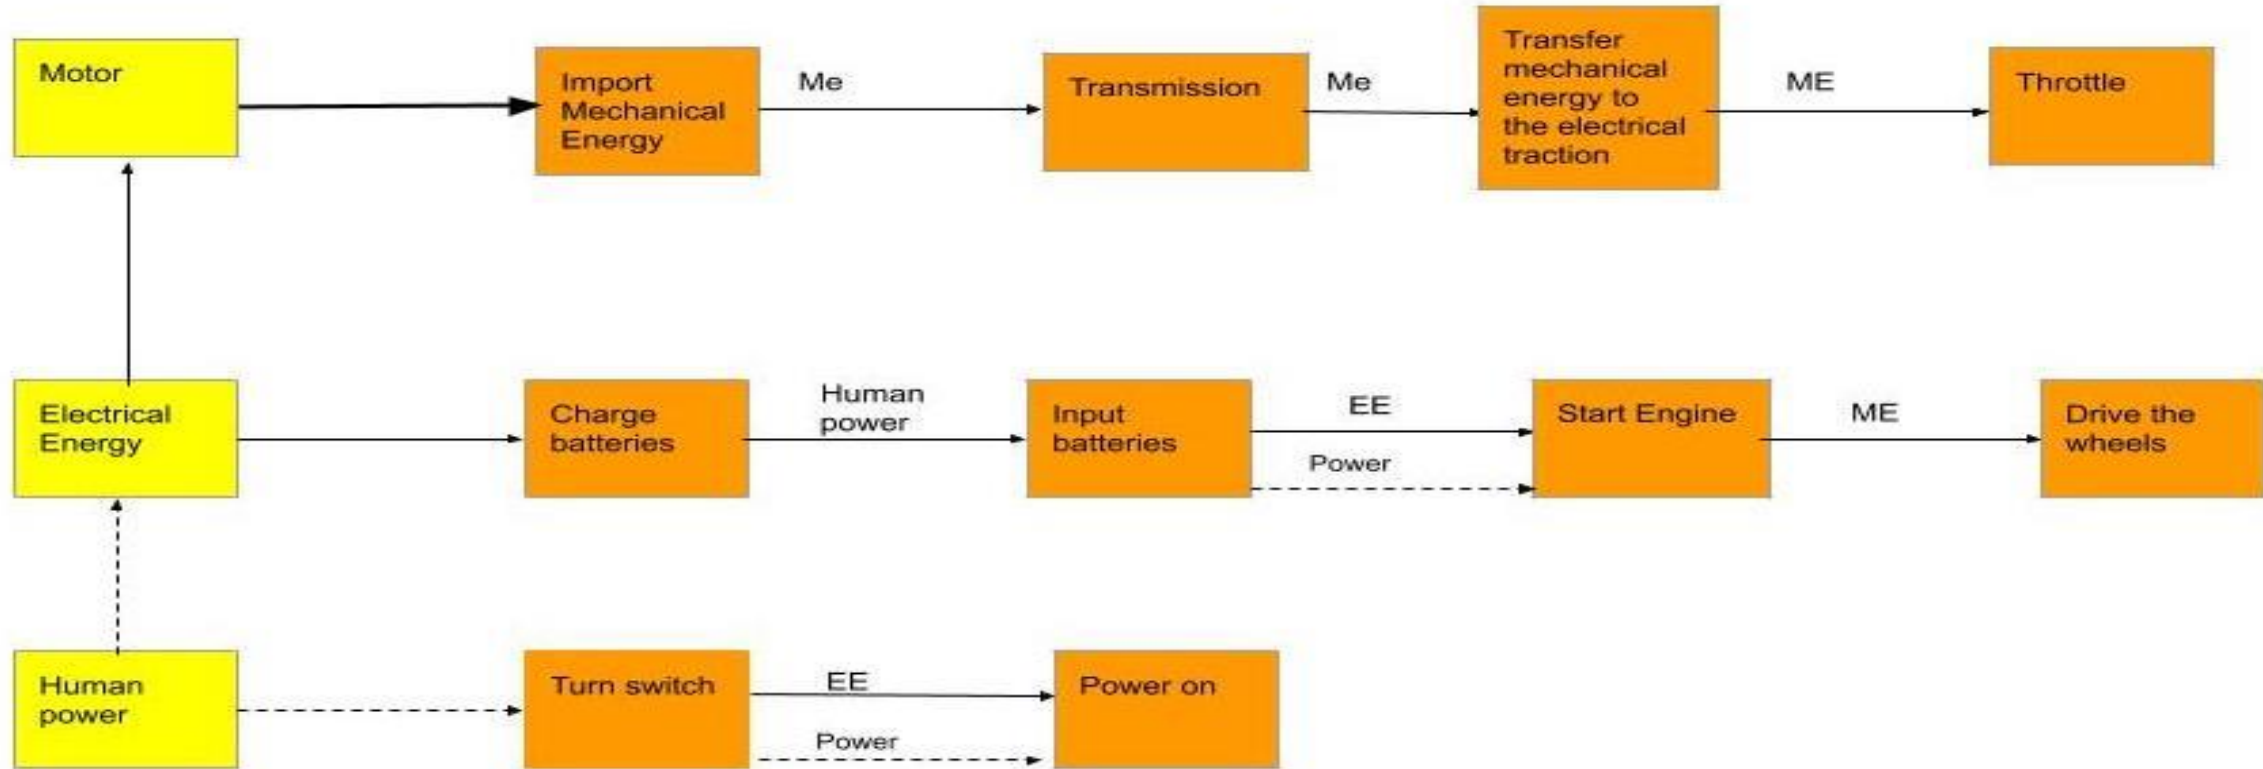 Motor
Import
Mechanical
Energy
Me
Transmission
Me
Transfer
mechanical
energy to
the electrical
traction
ME
Throttle
Electrical
Energy
Charge
batteries
Human
power
Input
batteries
EE
Power
Start Engine
ME
Drive the
wheels
Human
power
Turn switch
EE
Power
Power on